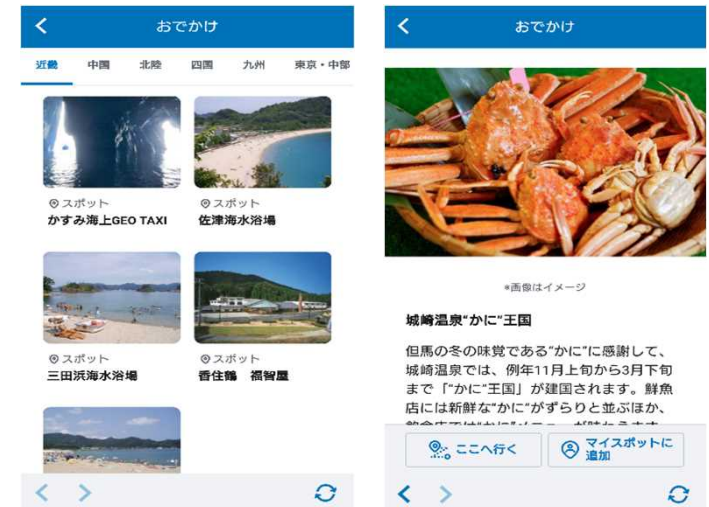 おでかけ
近畿 中国 北陸 四国 九州 東京・中部
スポット
かすみ海上GEO TAXI
スポット
佐津海水浴場
スポット
三田浜海水浴場
スポット
香住鶴 福智屋
おでかけ
*画像はイメージ
城崎温泉“かに”王国
但馬の冬の味覚である“かに”に感謝して、
城崎温泉では、例年11月上旬から3月下旬
まで「“かに”王国」が建国されます。鮮魚
店には新鮮な“かに”がずらりと並ぶほか、
ここへ行く
マイスポットに
追加